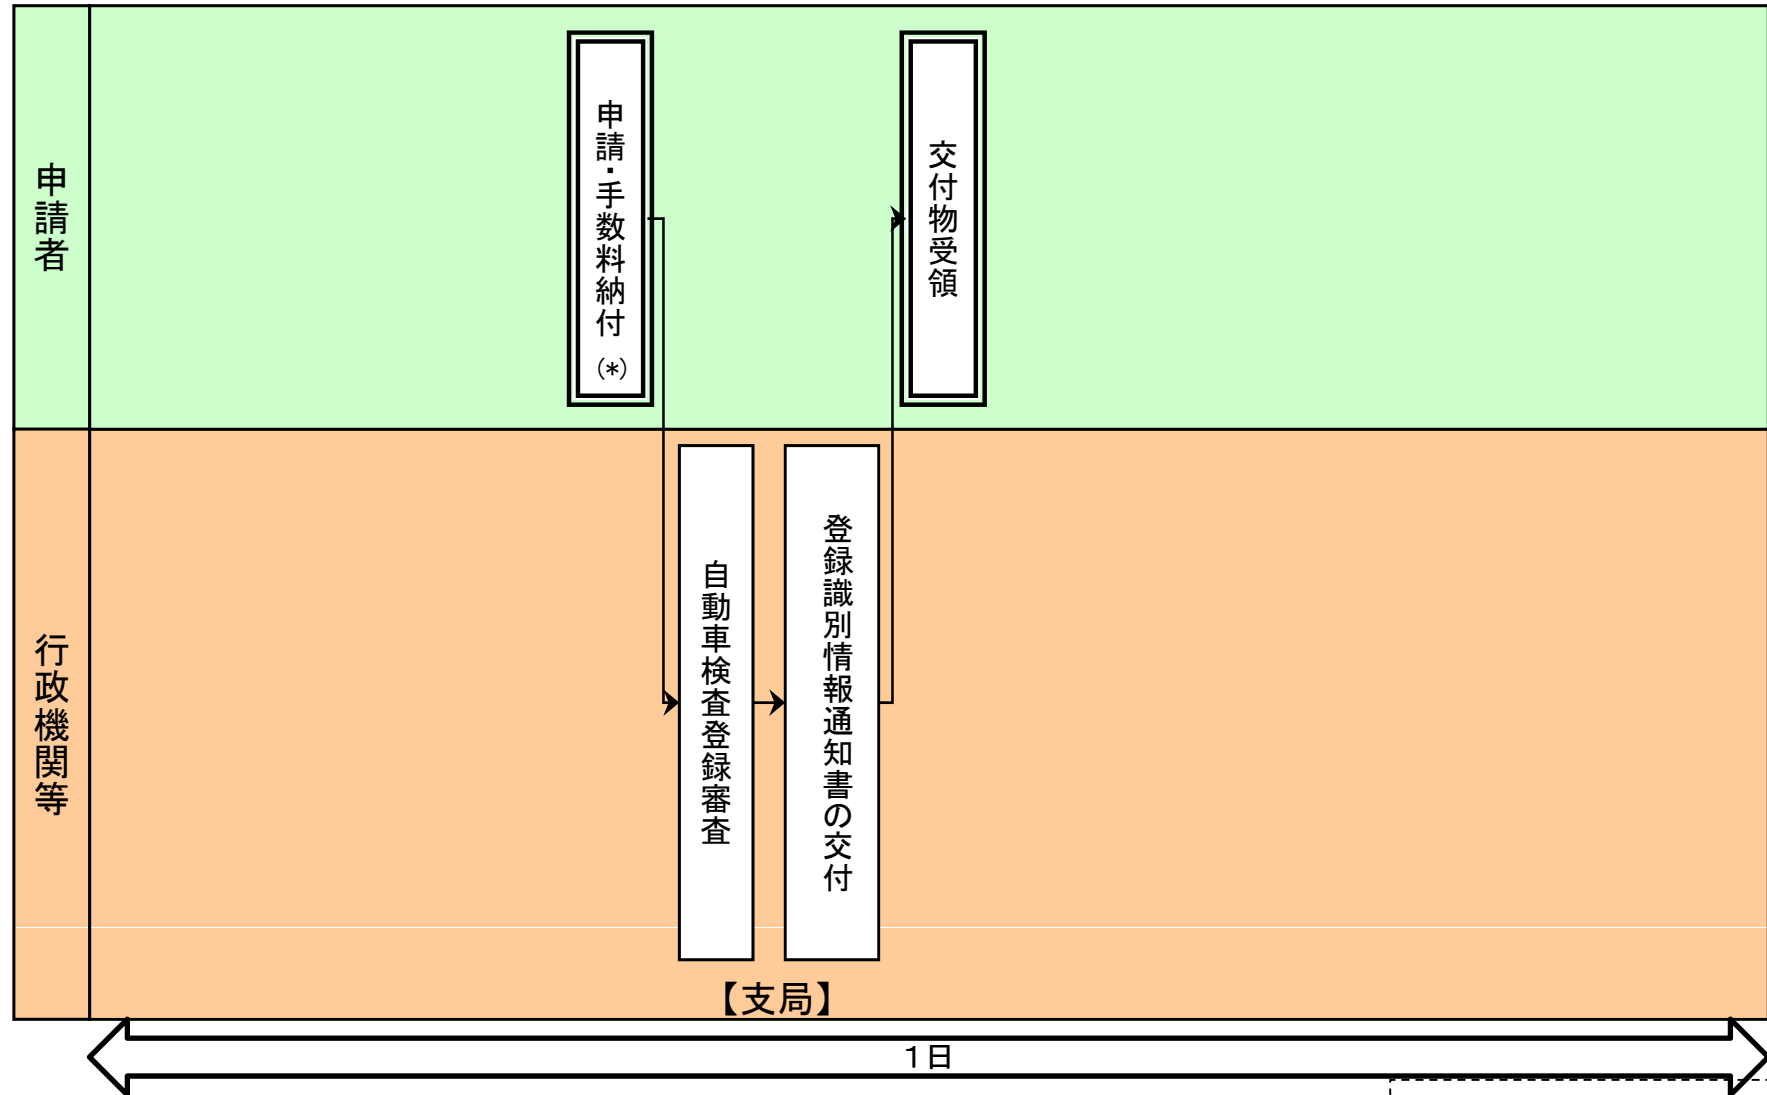 申請者
申請・手数料納付(*)
交付物受領
行政機関等
自動車検査登録審査
登録識別情報通知書の交付
【支局】
１日